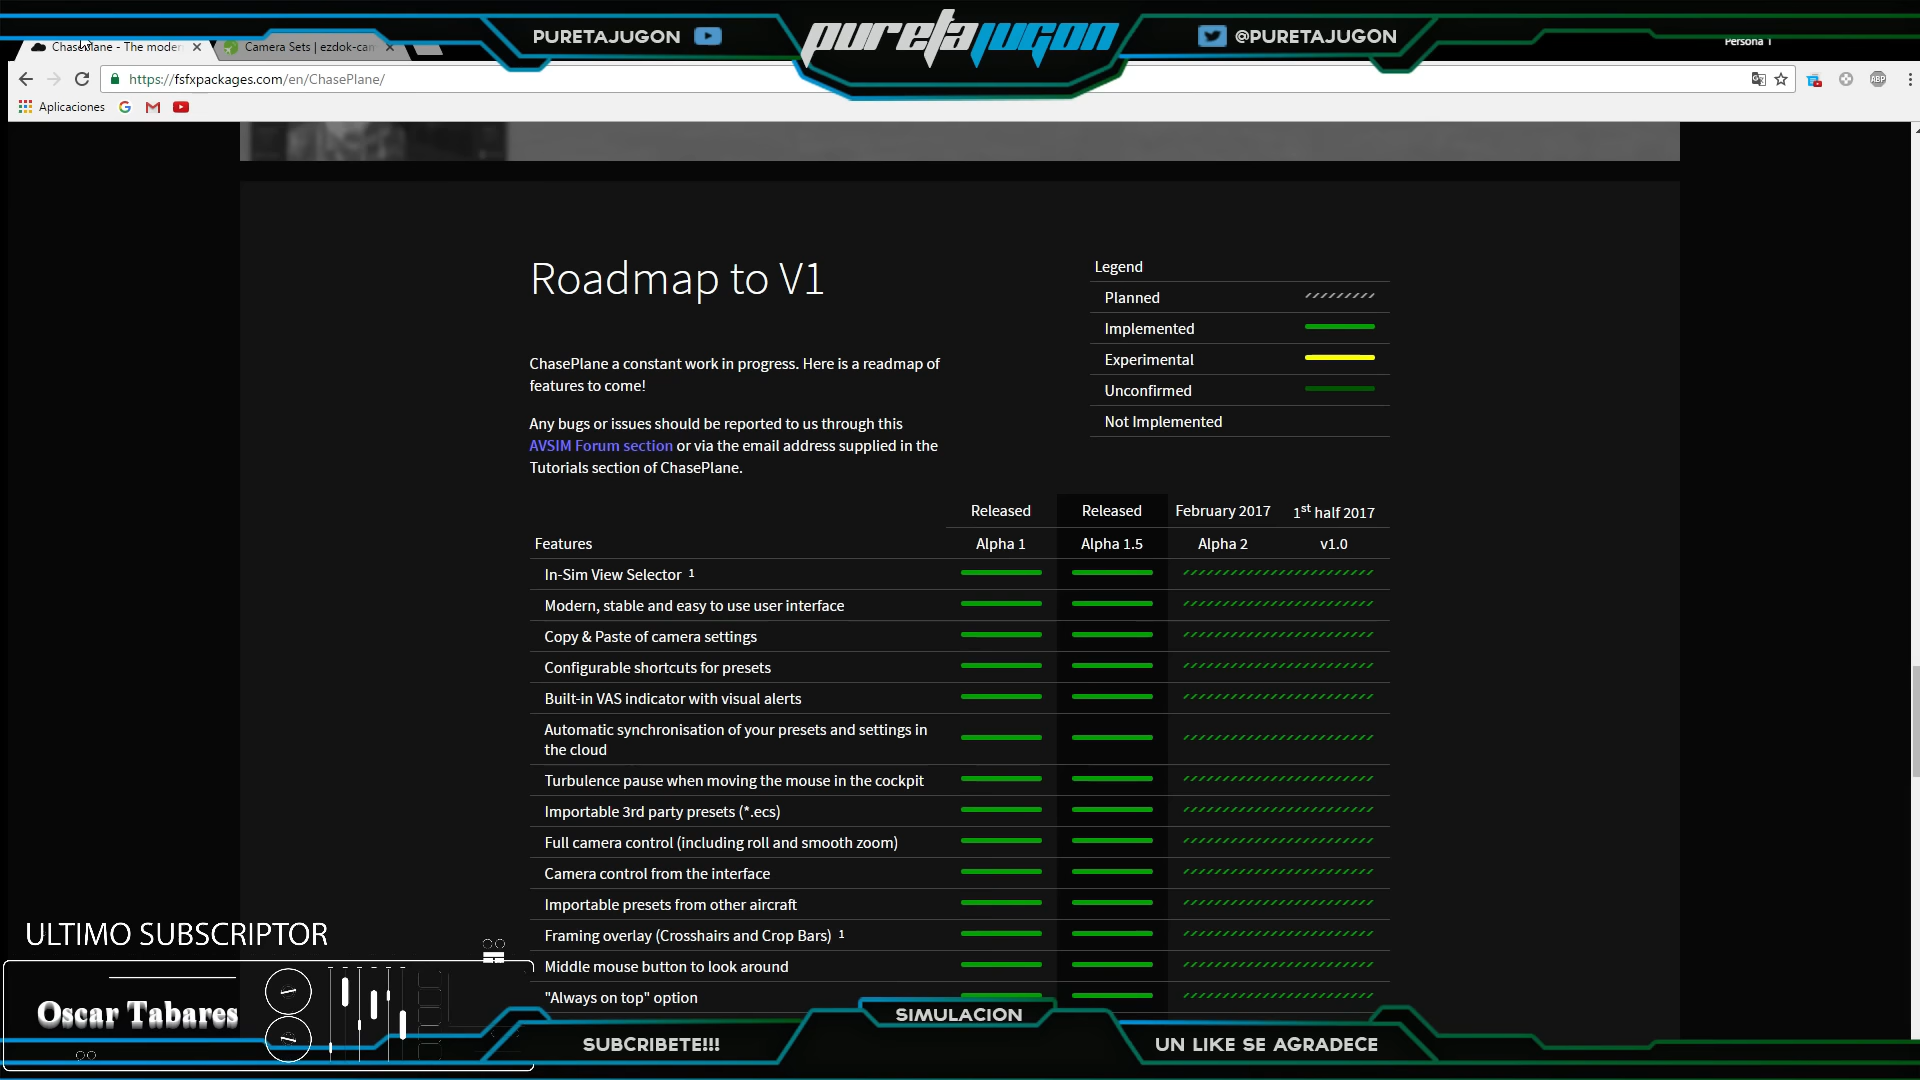 PURETAJUGON
puretajugon
@PURETAJUGON
Persona 1
ChasePlane - The moder
Camera Sets | ezdok-can
https://fsfxpackages.com/en/ChasePlane/
ABP
Aplicaciones
Roadmap to V1
Legend
Planned
Implemented
Experimental
Unconfirmed
Not Implemented
ChasePlane a constant work in progress. Here is a roadmap of
features to come!
Any bugs or issues should be reported to us through this
AVSIM Forum section or via the email address supplied in the
Tutorials section of ChasePlane.
Released Released February 2017 1st half 2017
Features Alpha 1 Alpha 1.5 Alpha 2 v1.0
In-Sim View Selector 1
Modern, stable and easy to use user interface
Copy & Paste of camera settings
Configurable shortcuts for presets
Built-in VAS indicator with visual alerts
Automatic synchronisation of your presets and settings in
the cloud
Turbulence pause when moving the mouse in the cockpit
Importable 3rd party presets (*.ecs)
Full camera control (including roll and smooth zoom)
Camera control from the interface
Importable presets from other aircraft
Framing overlay (Crosshairs and Crop Bars) 1
Middle mouse button to look around
"Always on top" option
ULTIMO SUBSCRIPTOR
Oscar Tabares
SIMULACION
SUBCRIBETE!!!
UN LIKE SE AGRADECE